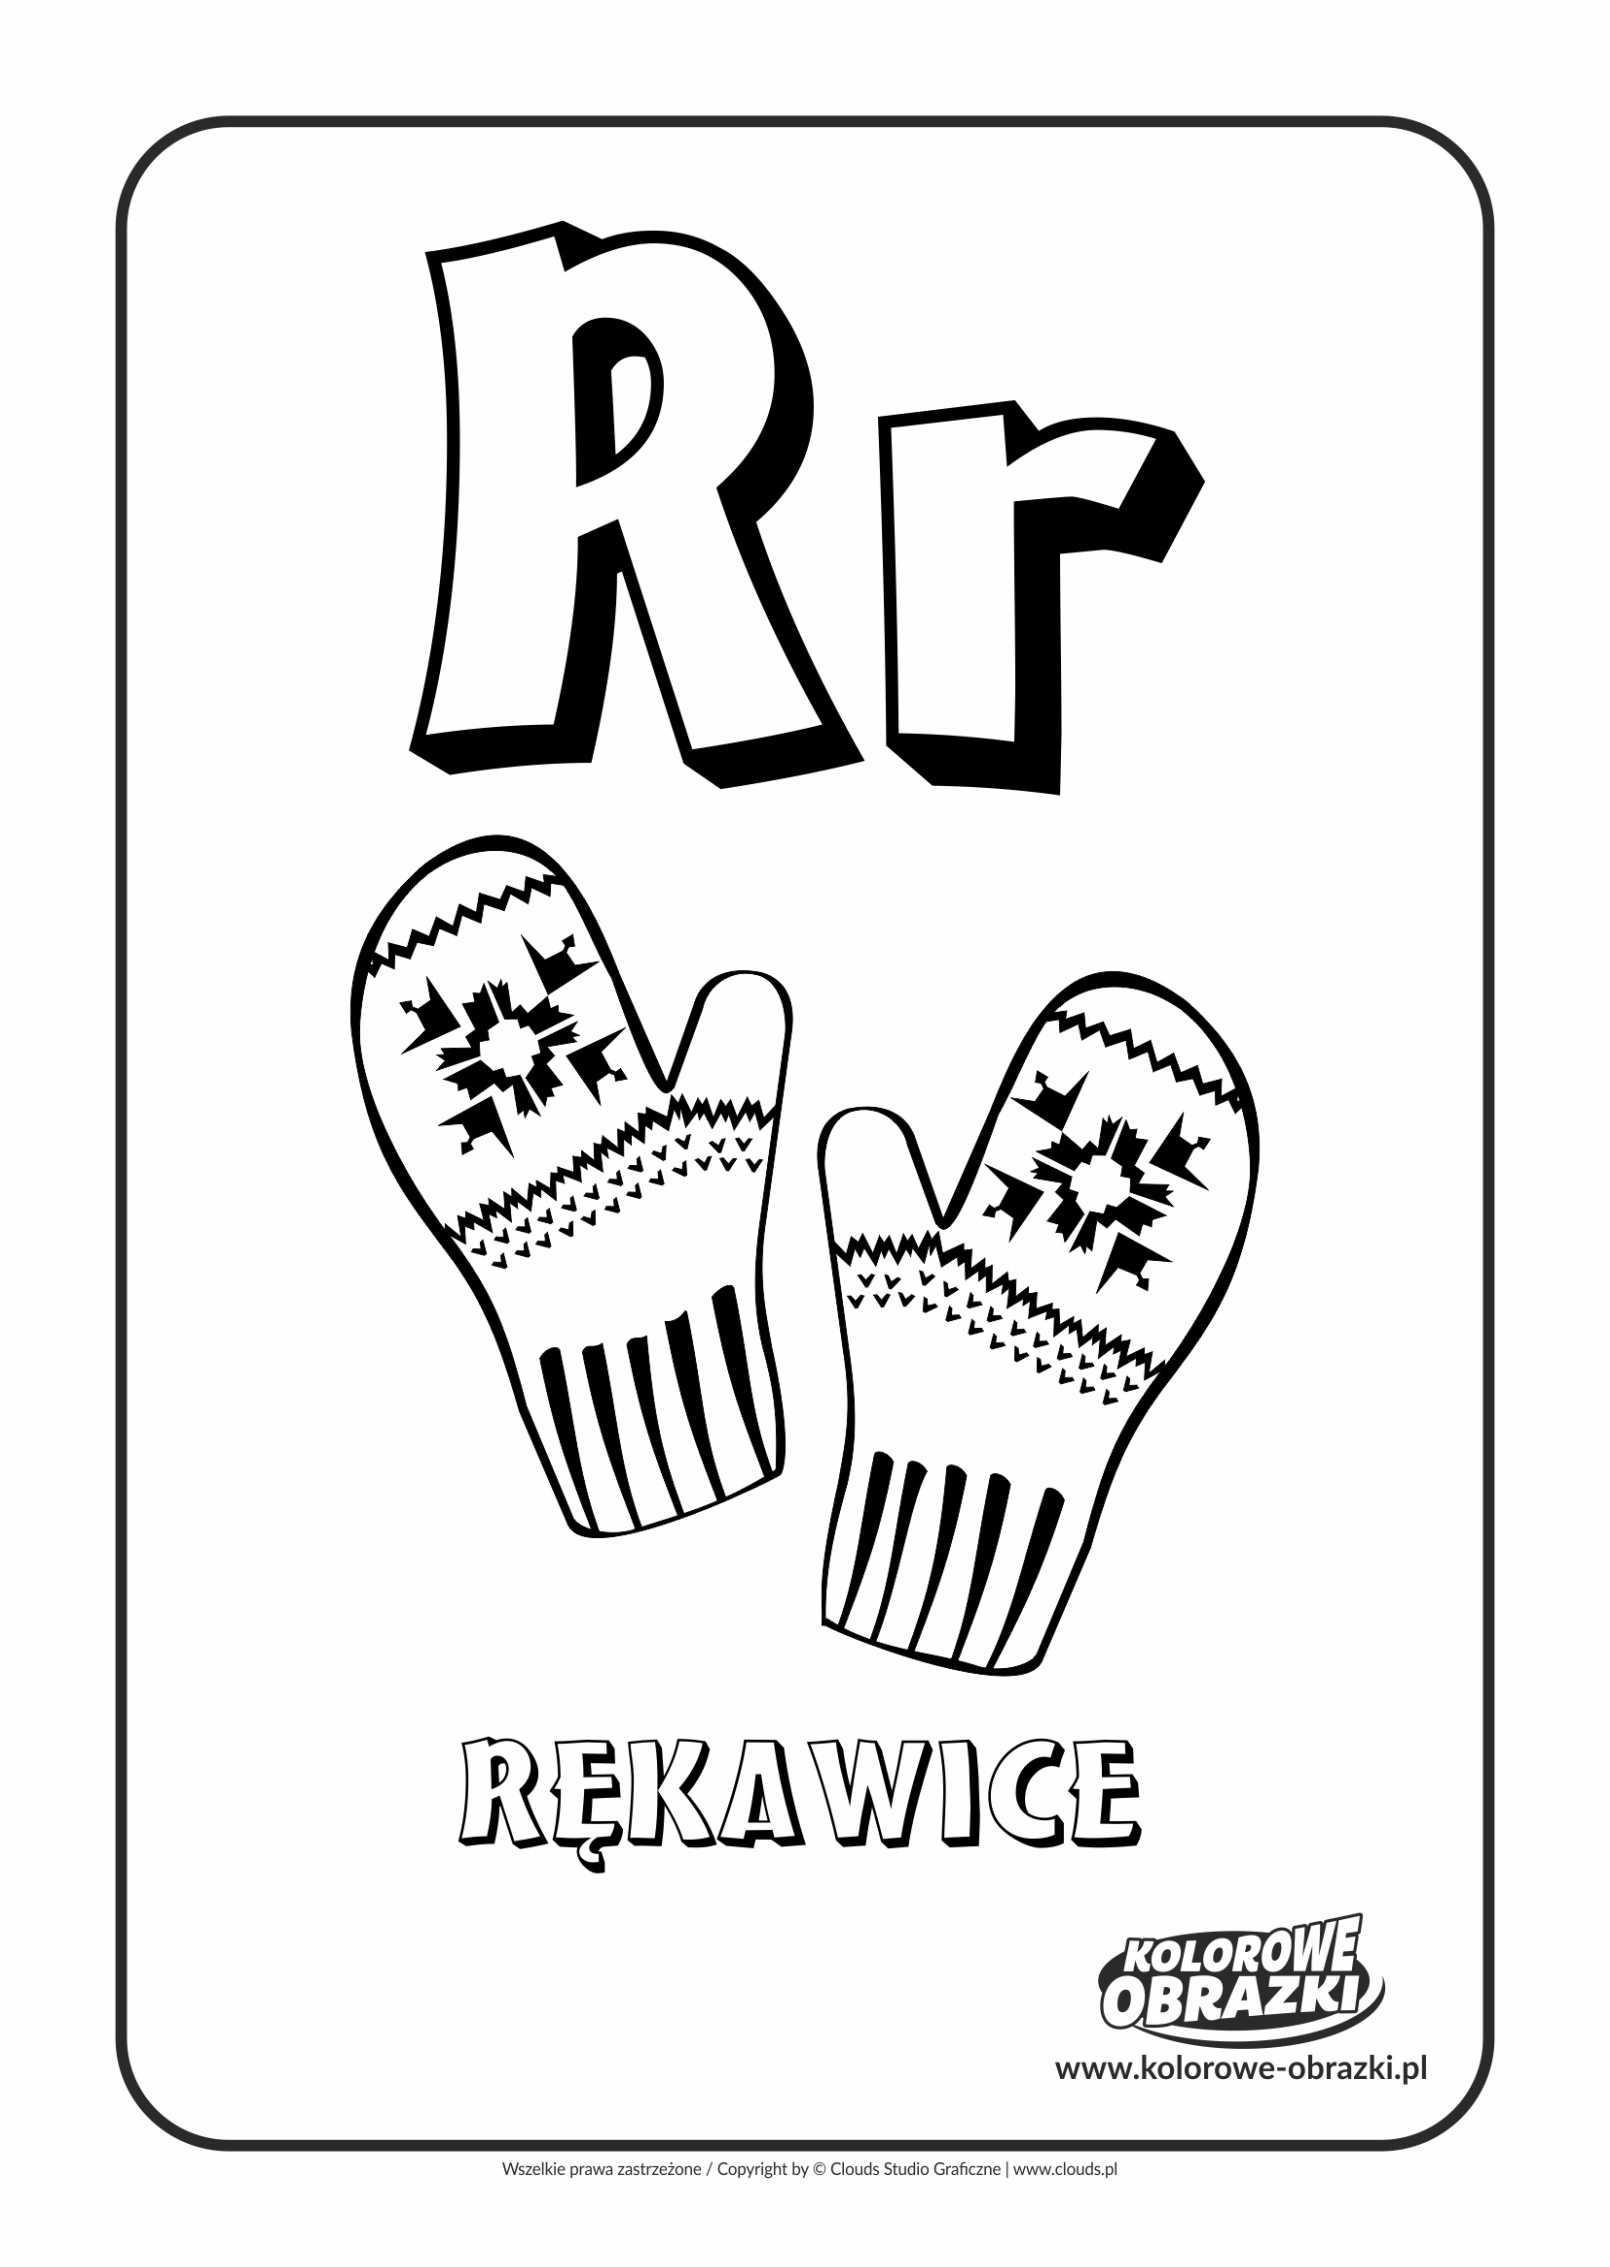 Rr
RĘKAWICE
KOLOROWE
OBRAZKI
www.kolorowe-obrazki.pl
Wszelkie prawa zastrzeżone / Copyright by © Clouds Studio Graficzne | www.clouds.pl